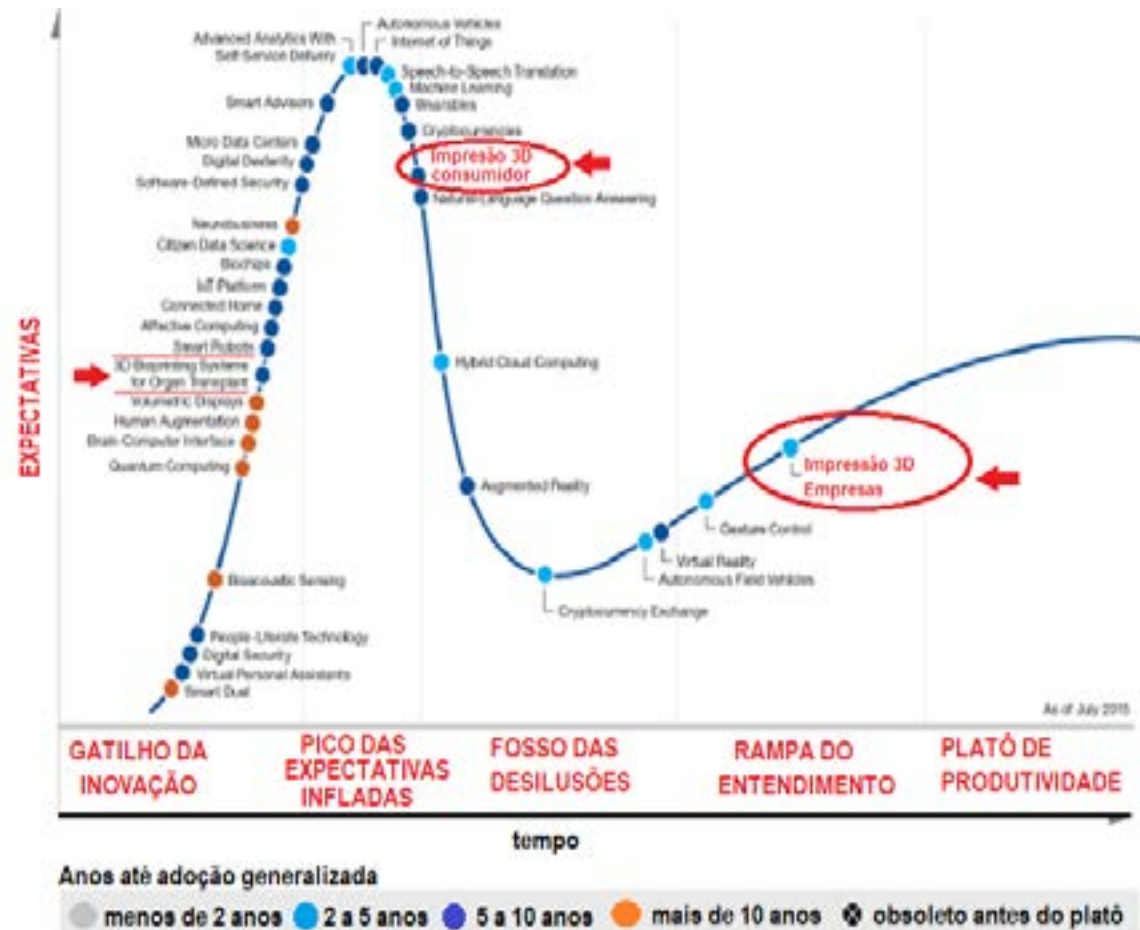 Autonomous Vehicles
Internet of Things
Advanced Analytics With
Self-Service Delivery
Speech-to-Speech Translation
Machine Learning
Wearables
Smart Advisors
Cryptocurrencies
Micro Data Centers
Digital Dexterity
Software-Defined Security
Impresão 3D
consumidor
Natural-Language Question Answering
Neurobusiness
Citizen Data Science
Biochips
IoT Platform
Connected Home
Affective Computing
Smart Robots
3D Bioprinting Systems
for Organ Transplant
Volumetric Displays
Human Augmentation
Brain-Computer Interface
Quantum Computing
Hybrid Cloud Computing
Augmented Reality
Impressão 3D
Empresas
Gesture Control
Virtual Reality
Autonomous Field Vehicles
Cryptocurrency Exchange
Bioacoustic Sensing
People-Literate Technology
Digital Security
Virtual Personal Assistants
Smart Dust
As of July 2015
EXPECTATIVAS
GATILHO DA
INOVAÇÃO
PICO DAS
EXPECTATIVAS
INFLADAS
FOSSO DAS
DESILUSÕES
RAMPA DO
ENTENDIMENTO
PLATÔ DE
PRODUTIVIDADE
tempo
Anos até adoção generalizada
menos de 2 anos 2 a 5 anos 5 a 10 anos mais de 10 anos obsoleto antes do platô